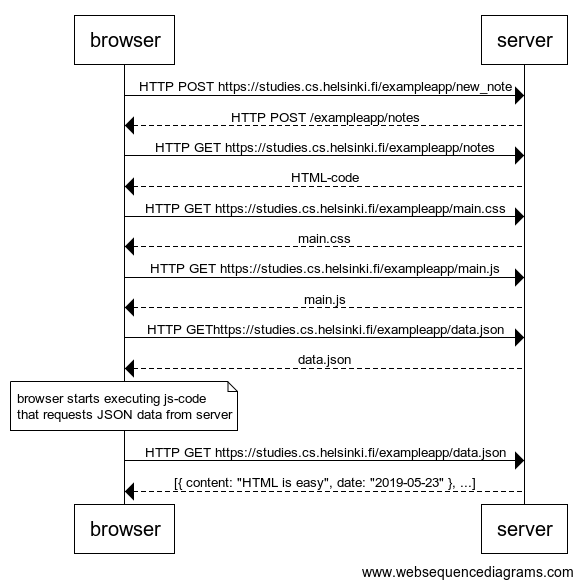 browser
server
HTTP POST https://studies.cs.helsinki.fi/exampleapp/new_note
HTTP POST /exampleapp/notes
HTTP GET https://studies.cs.helsinki.fi/exampleapp/notes
HTML-code
HTTP GET https://studies.cs.helsinki.fi/exampleapp/main.css
main.css
HTTP GET https://studies.cs.helsinki.fi/exampleapp/main.js
main.js
HTTP GEThttps://studies.cs.helsinki.fi/exampleapp/data.json
data.json
browser starts executing js-code
that requests JSON data from server
HTTP GET https://studies.cs.helsinki.fi/exampleapp/data.json
[{ content: "HTML is easy", date: "2019-05-23" }, ...]
browser
server
www.websequencediagrams.com